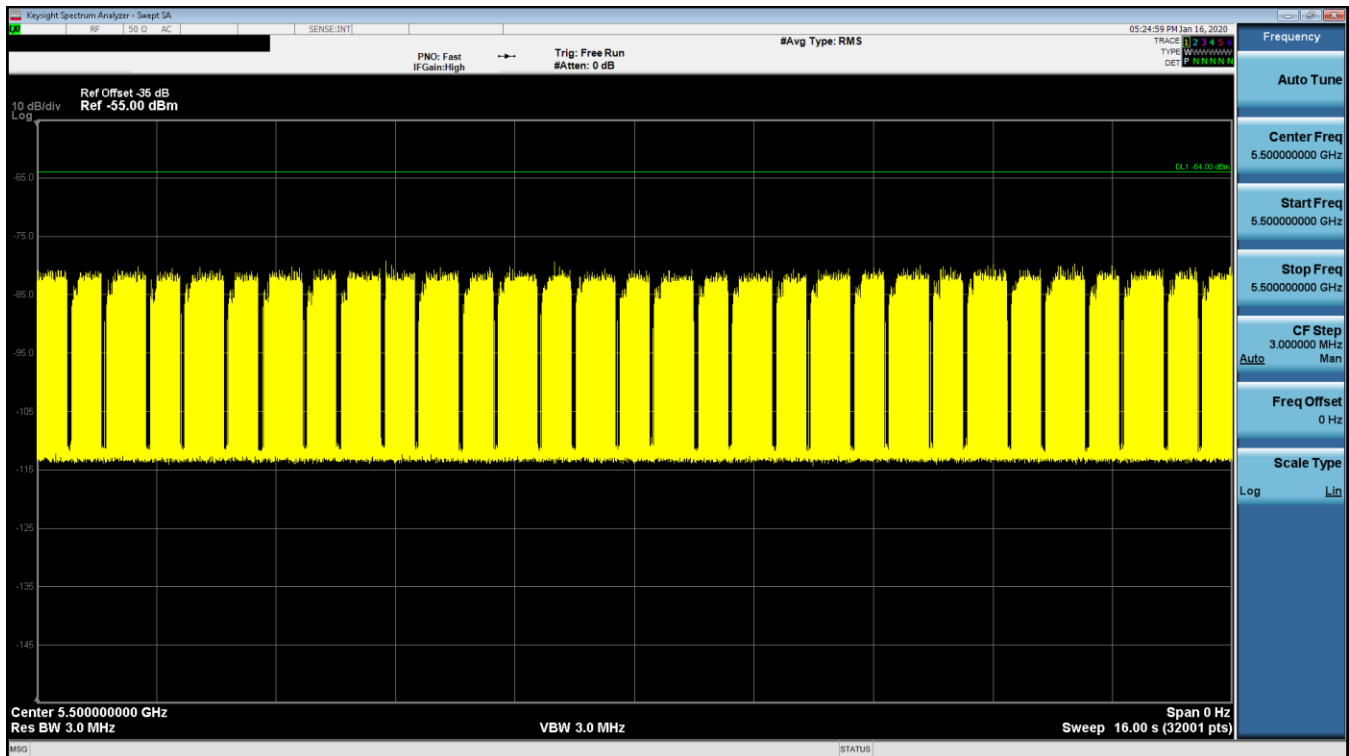 Keysight Spectrum Analyzer - Swept SA
LXI RF 50 Ω AC SENSE:INT 05:24:59 PM Jan 16, 2020
#Avg Type: RMS
TRACE 1 2 3 4 5 6
TYPE WWWWWW
DET P N N N N N
PNO: Fast
IFGain:High
Trig: Free Run
#Atten: 0 dB
Ref Offset -35 dB
10 dB/div Ref -55.00 dBm
Log
DL1 -64.00 dBm
-65.0
-75.0
-85.0
-95.0
-105
-115
-125
-135
-145
Center 5.500000000 GHz
Span 0 Hz
Res BW 3.0 MHz
VBW 3.0 MHz
Sweep 16.00 s (32001 pts)
MSG
STATUS
Frequency
Auto Tune
Center Freq
5.500000000 GHz
Start Freq
5.500000000 GHz
Stop Freq
5.500000000 GHz
CF Step
3.000000 MHz
Auto Man
Freq Offset
0 Hz
Scale Type
Log Lin